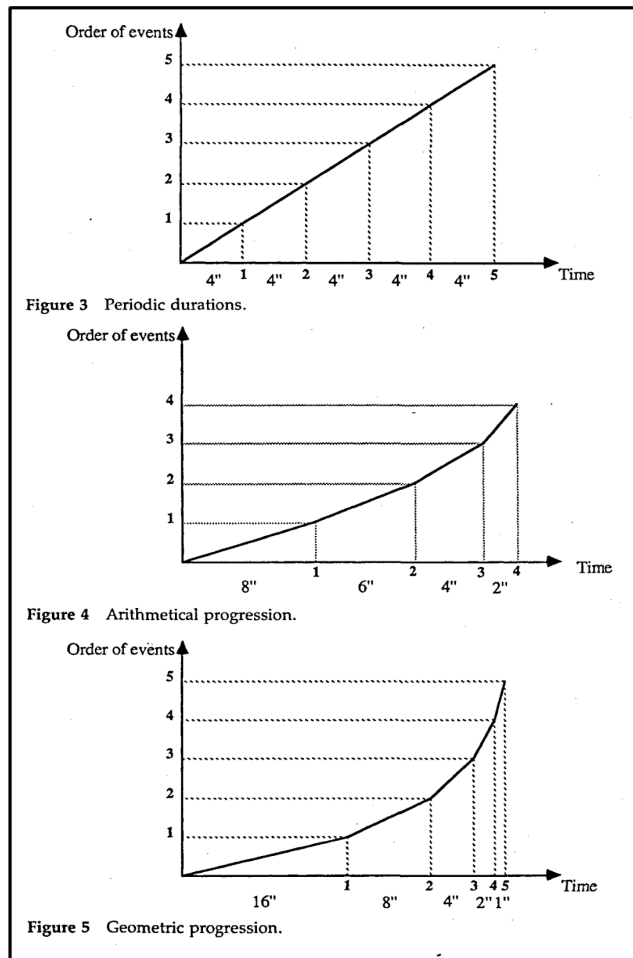 Order of events
5
4
3
2
1
1 2 3 4 5 Time
4" 4" 4" 4" 4"
Figure 3 Periodic durations.
Order of events
4
3
2
1
1 2 3 4 Time
8" 6" 4" 2"
Figure 4 Arithmetical progression.
Order of events
5
4
3
2
1
1 2 3 4 5 Time
16" 8" 4" 2" 1"
Figure 5 Geometric progression.